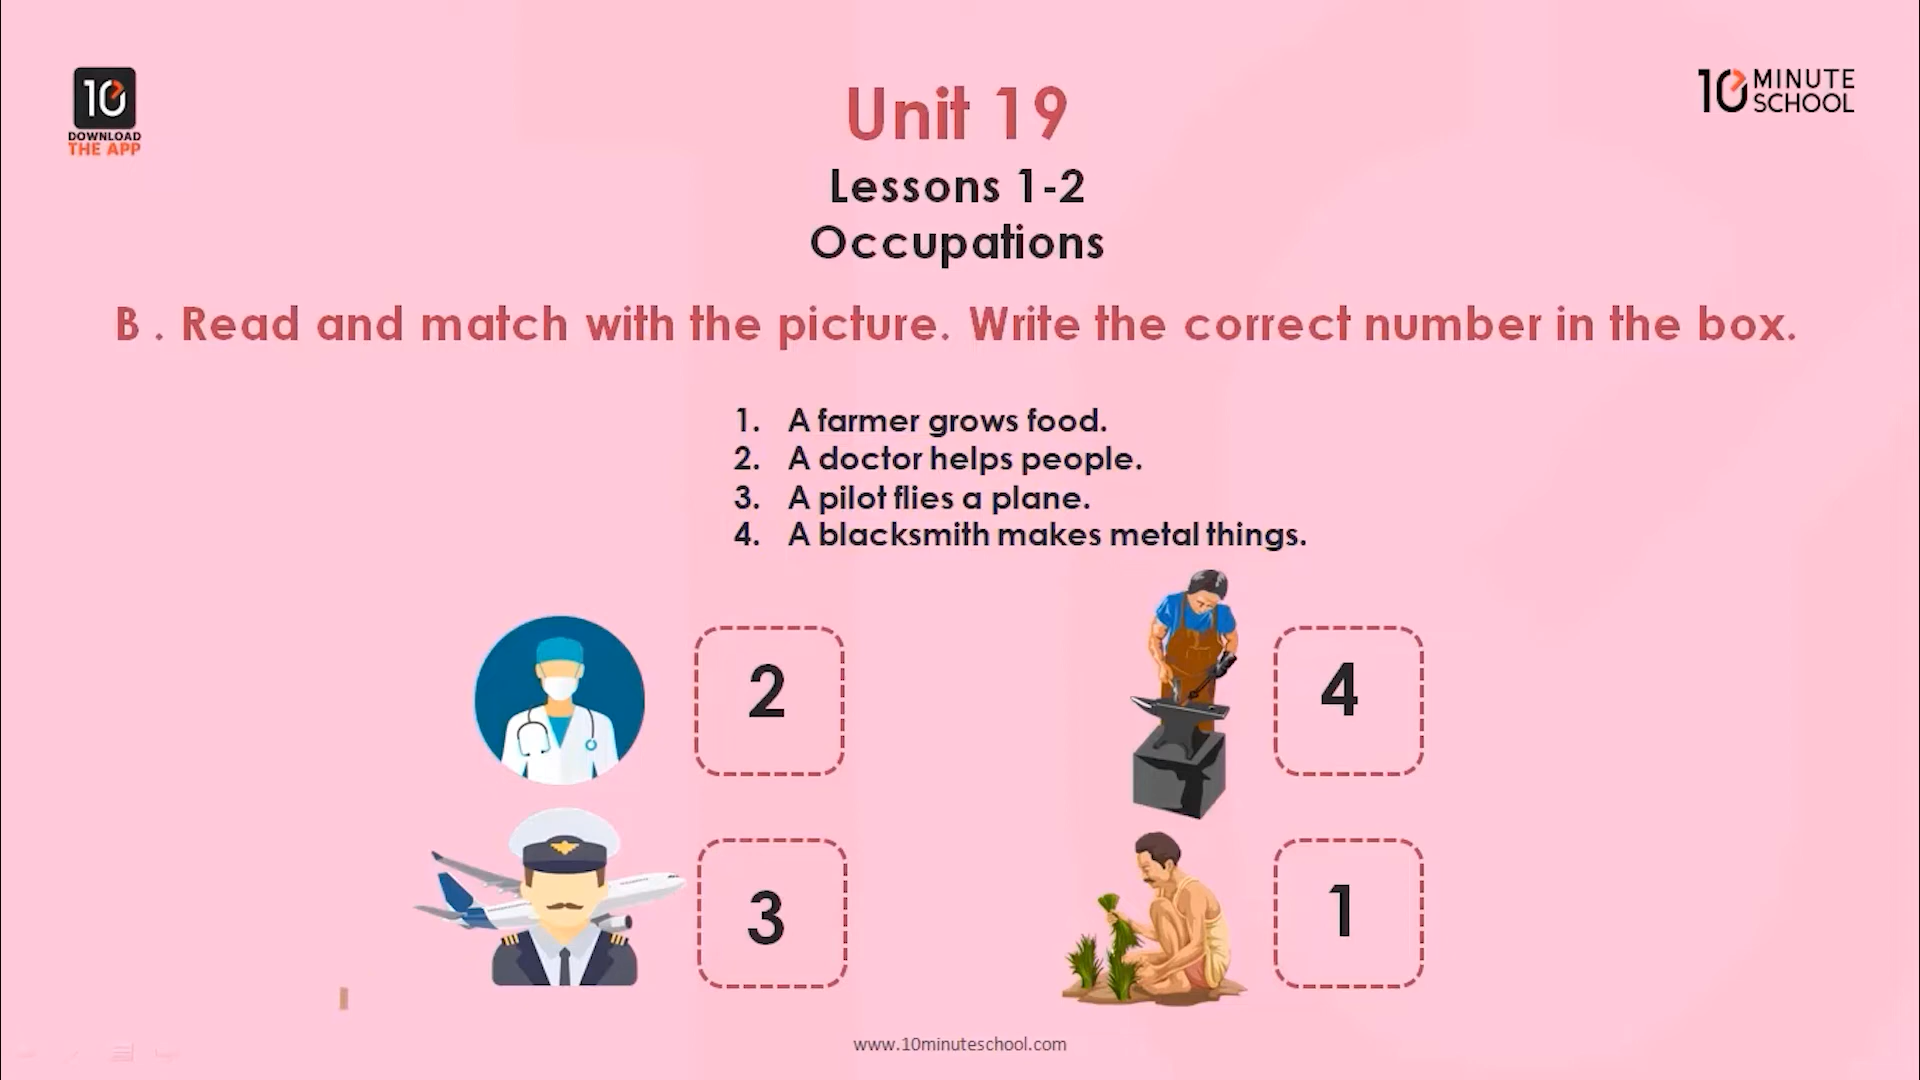 10
DOWNLOAD
THE APP
10 MINUTE
SCHOOL
Unit 19
Lessons 1-2
Occupations
B . Read and match with the picture. Write the correct number in the box.
1. A farmer grows food.
2. A doctor helps people.
3. A pilot flies a plane.
4. A blacksmith makes metal things.
2
4
3
1
www.10minuteschool.com